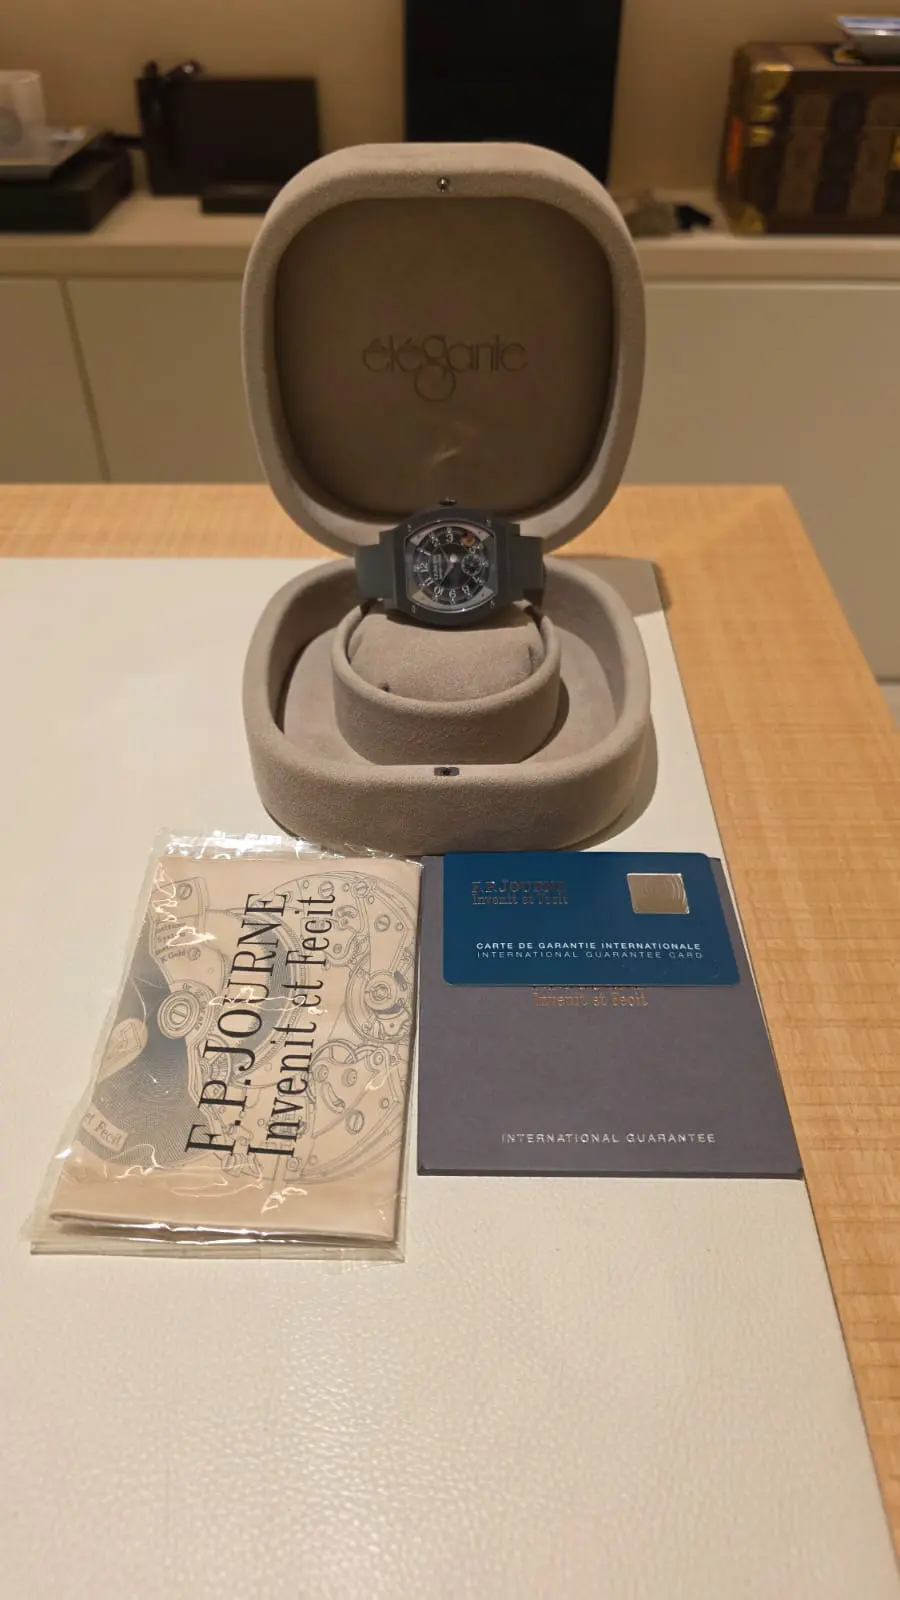 élégante
F.P.JOURNE
Invenit et Fecit
F.P.JOURNE
Invenit et Fecit
CARTE DE GARANTIE INTERNATIONALE
INTERNATIONAL GUARANTEE CARD
Invenit et Fecit
INTERNATIONAL GUARANTEE